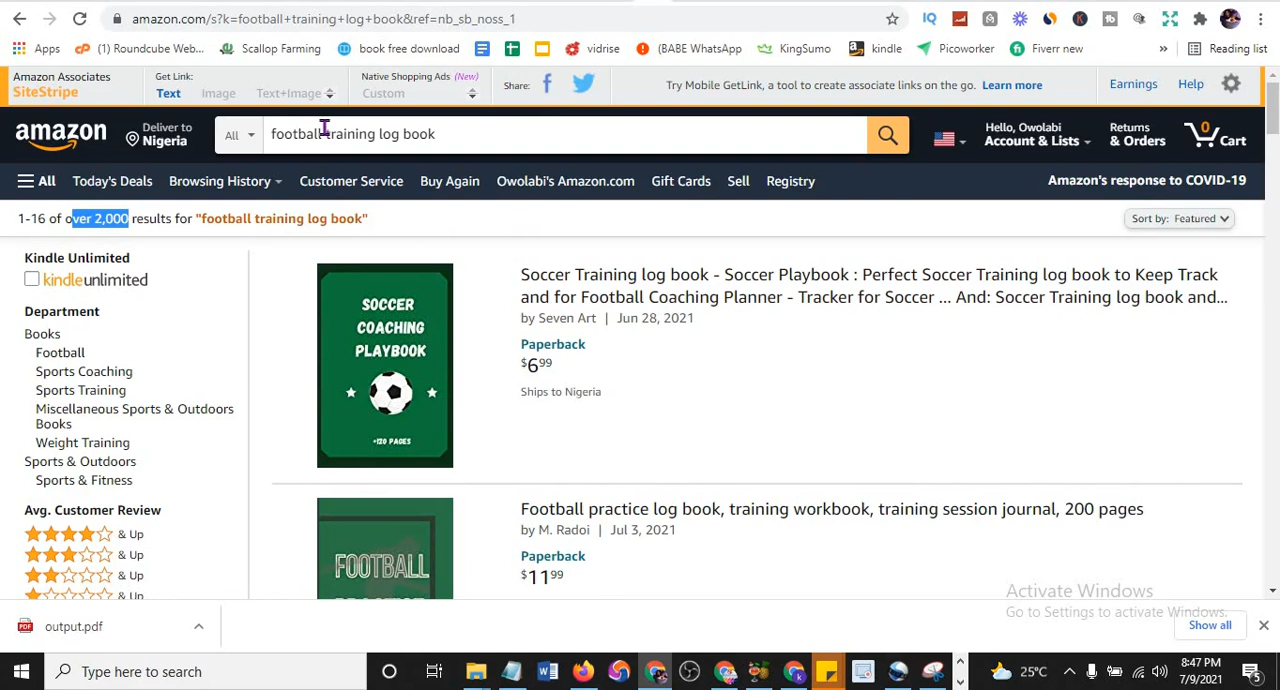 amazon.com/s?k=football+training+log+book&ref=nb_sb_noss_1
Apps
(1) Roundcube Web...
Scallop Farming
book free download
vidrise
(BABE WhatsApp
KingSumo
kindle
Picoworker
Fiverr new
»
Reading list
Amazon Associates
SiteStripe
Get Link:
Text
Image
Text+Image
Native Shopping Ads (New)
Custom
Share:
Try Mobile GetLink, a tool to create associate links on the go. Learn more
Earnings
Help
amazon
Deliver to
Nigeria
All
football training log book
Hello, Owolabi
Account & Lists
Returns
& Orders
0
Cart
All
Today's Deals
Browsing History
Customer Service
Buy Again
Owolabi's Amazon.com
Gift Cards
Sell
Registry
Amazon's response to COVID-19
1-16 of over 2,000 results for "football training log book"
Sort by: Featured
Kindle Unlimited
kindleunlimited
Department
Books
Football
Sports Coaching
Sports Training
Miscellaneous Sports & Outdoors
Books
Weight Training
Sports & Outdoors
Sports & Fitness
Avg. Customer Review
& Up
& Up
& Up
& Up
SOCCER
COACHING
PLAYBOOK
+120 PAGES
Soccer Training log book - Soccer Playbook : Perfect Soccer Training log book to Keep Track
and for Football Coaching Planner - Tracker for Soccer ... And: Soccer Training log book and...
by Seven Art | Jun 28, 2021
Paperback
$6.99
Ships to Nigeria
FOOTBALL
Football practice log book, training workbook, training session journal, 200 pages
by M. Radoi | Jul 3, 2021
Paperback
$11.99
Activate Windows
Go to Settings to activate Windows.
output.pdf
Show all
Type here to search
25°C
8:47 PM
7/9/2021
5